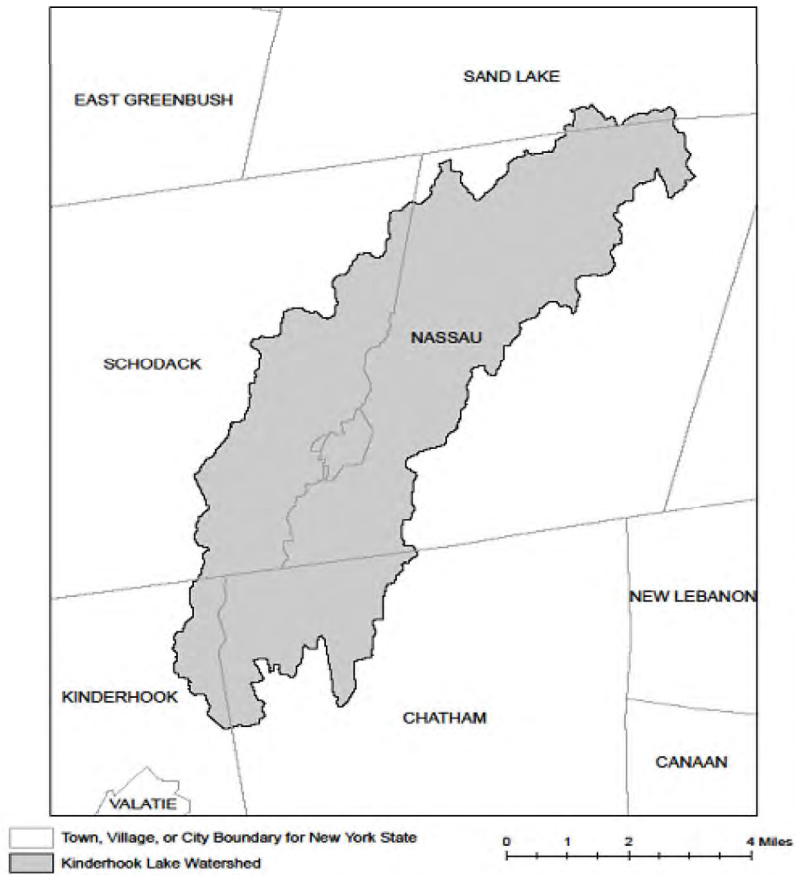 SAND LAKE
EAST GREENBUSH
NASSAU
SCHODACK
NEW LEBANON
KINDERHOOK
CHATHAM
CANAAN
VALATIE
Town, Village, or City Boundary for New York State
Kinderhook Lake Watershed
0 1 2 4 Miles